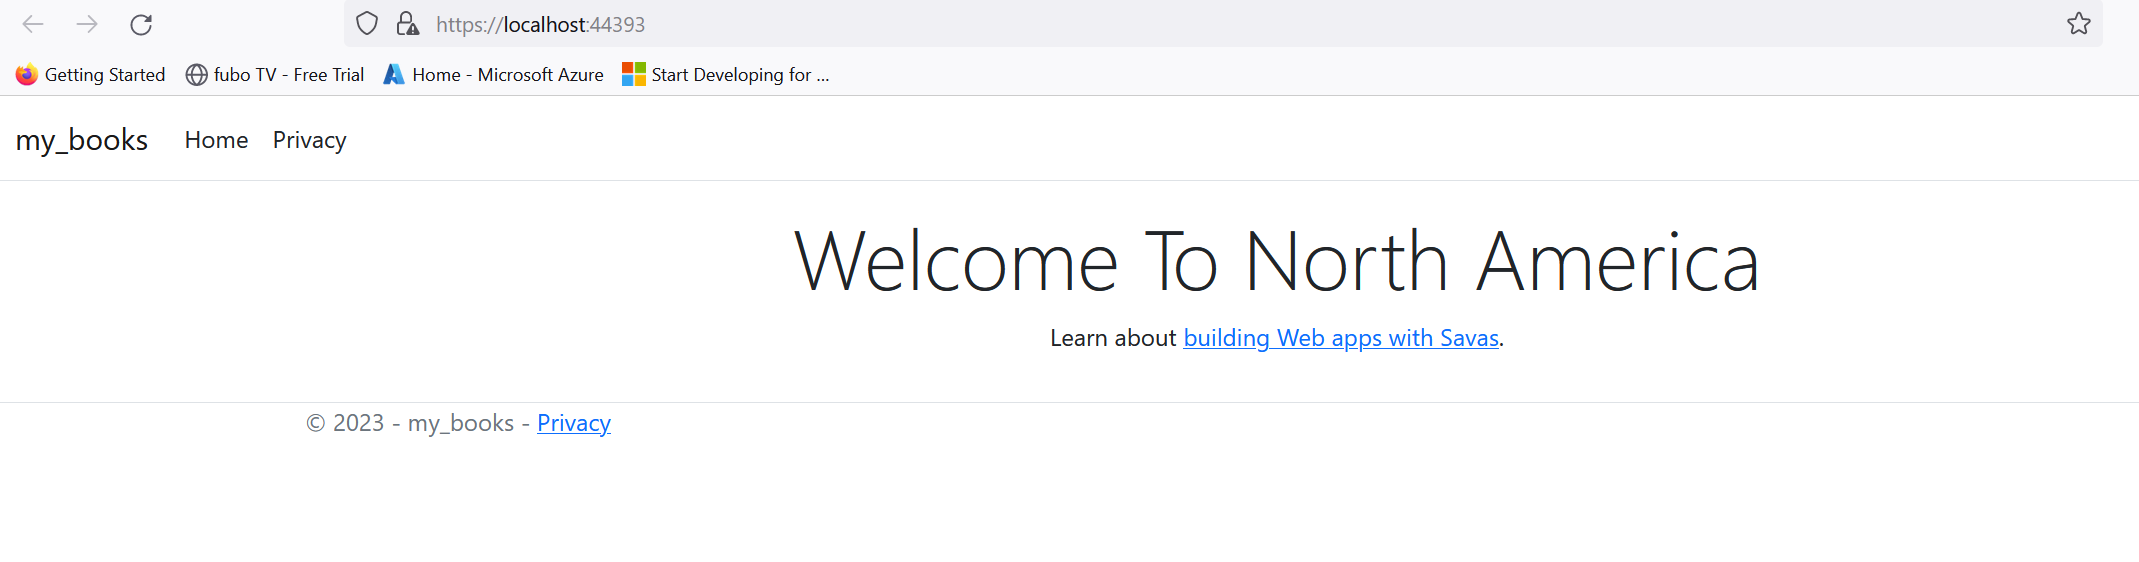 https://localhost:44393
Getting Started fubo TV - Free Trial Home - Microsoft Azure Start Developing for ...
my_books Home Privacy
Welcome To North America
Learn about building Web apps with Savas.
© 2023 - my_books - Privacy